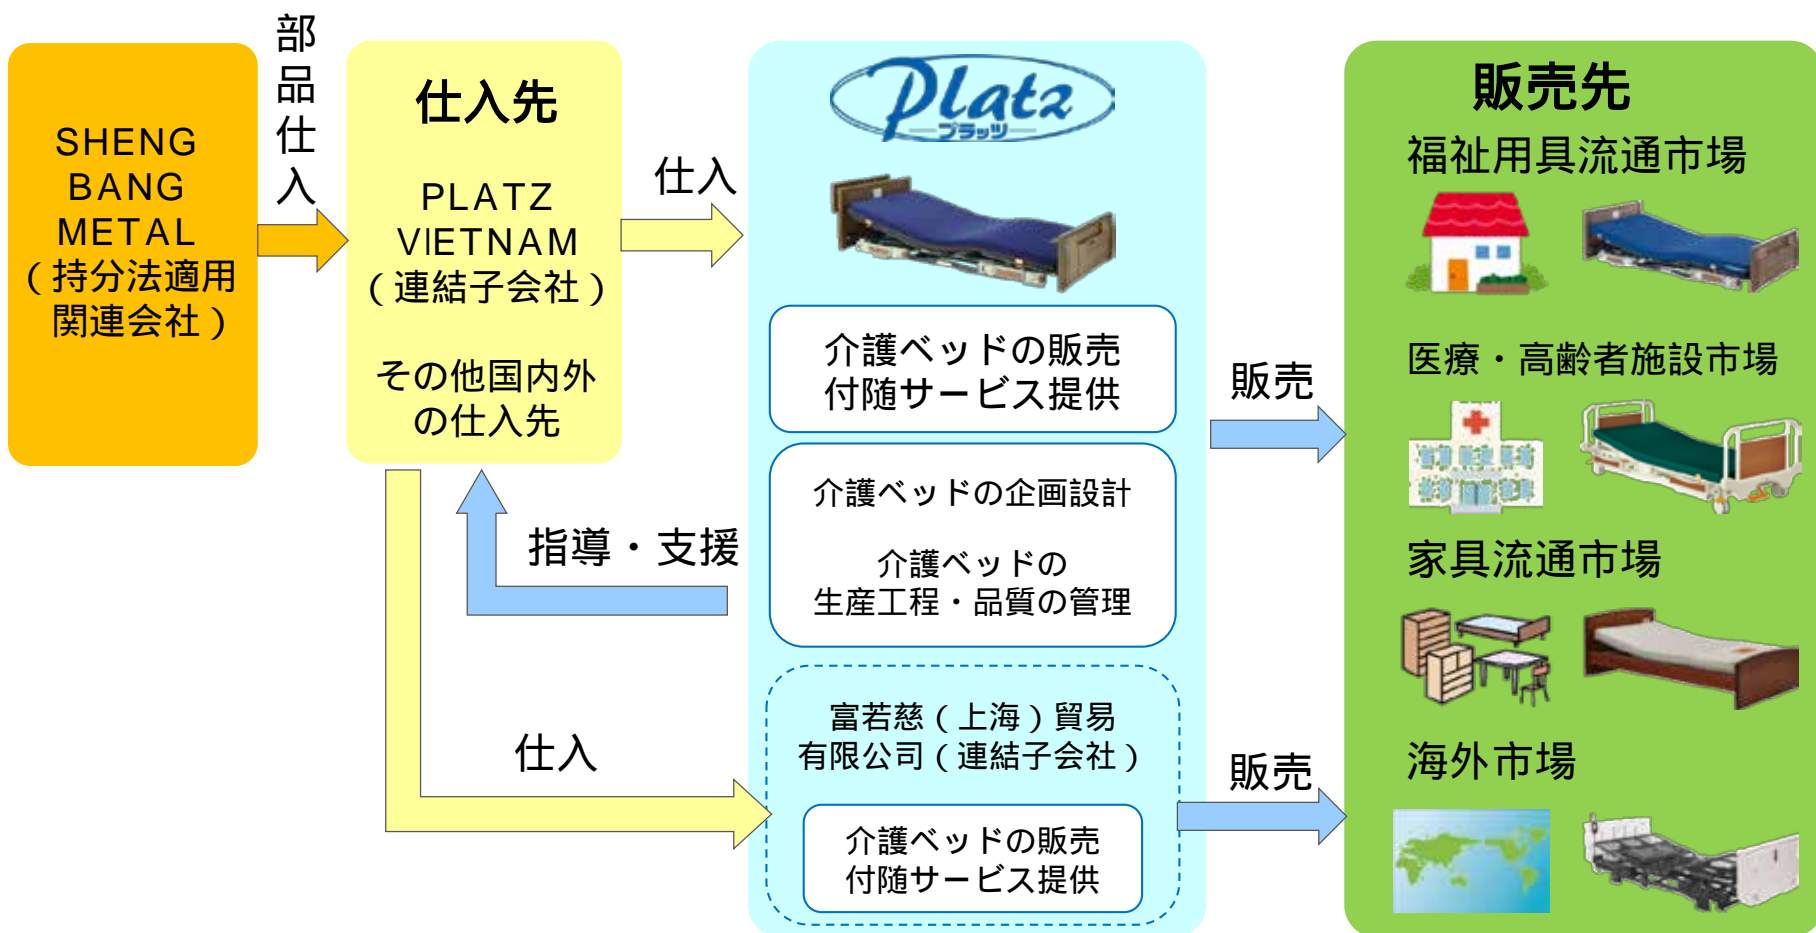 SHENG
BANG
METAL
（持分法適用
関連会社）
部品仕入
仕入先
PLATZ
VIETNAM
（連結子会社）
その他国内外
の仕入先
仕入
Platz
プラッツ
介護ベッドの販売
付随サービス提供
介護ベッドの企画設計
介護ベッドの
生産工程・品質の管理
指導・支援
仕入
富若慈（上海）貿易
有限公司（連結子会社）
介護ベッドの販売
付随サービス提供
販売
販売
販売先
福祉用具流通市場
医療・高齢者施設市場
家具流通市場
海外市場